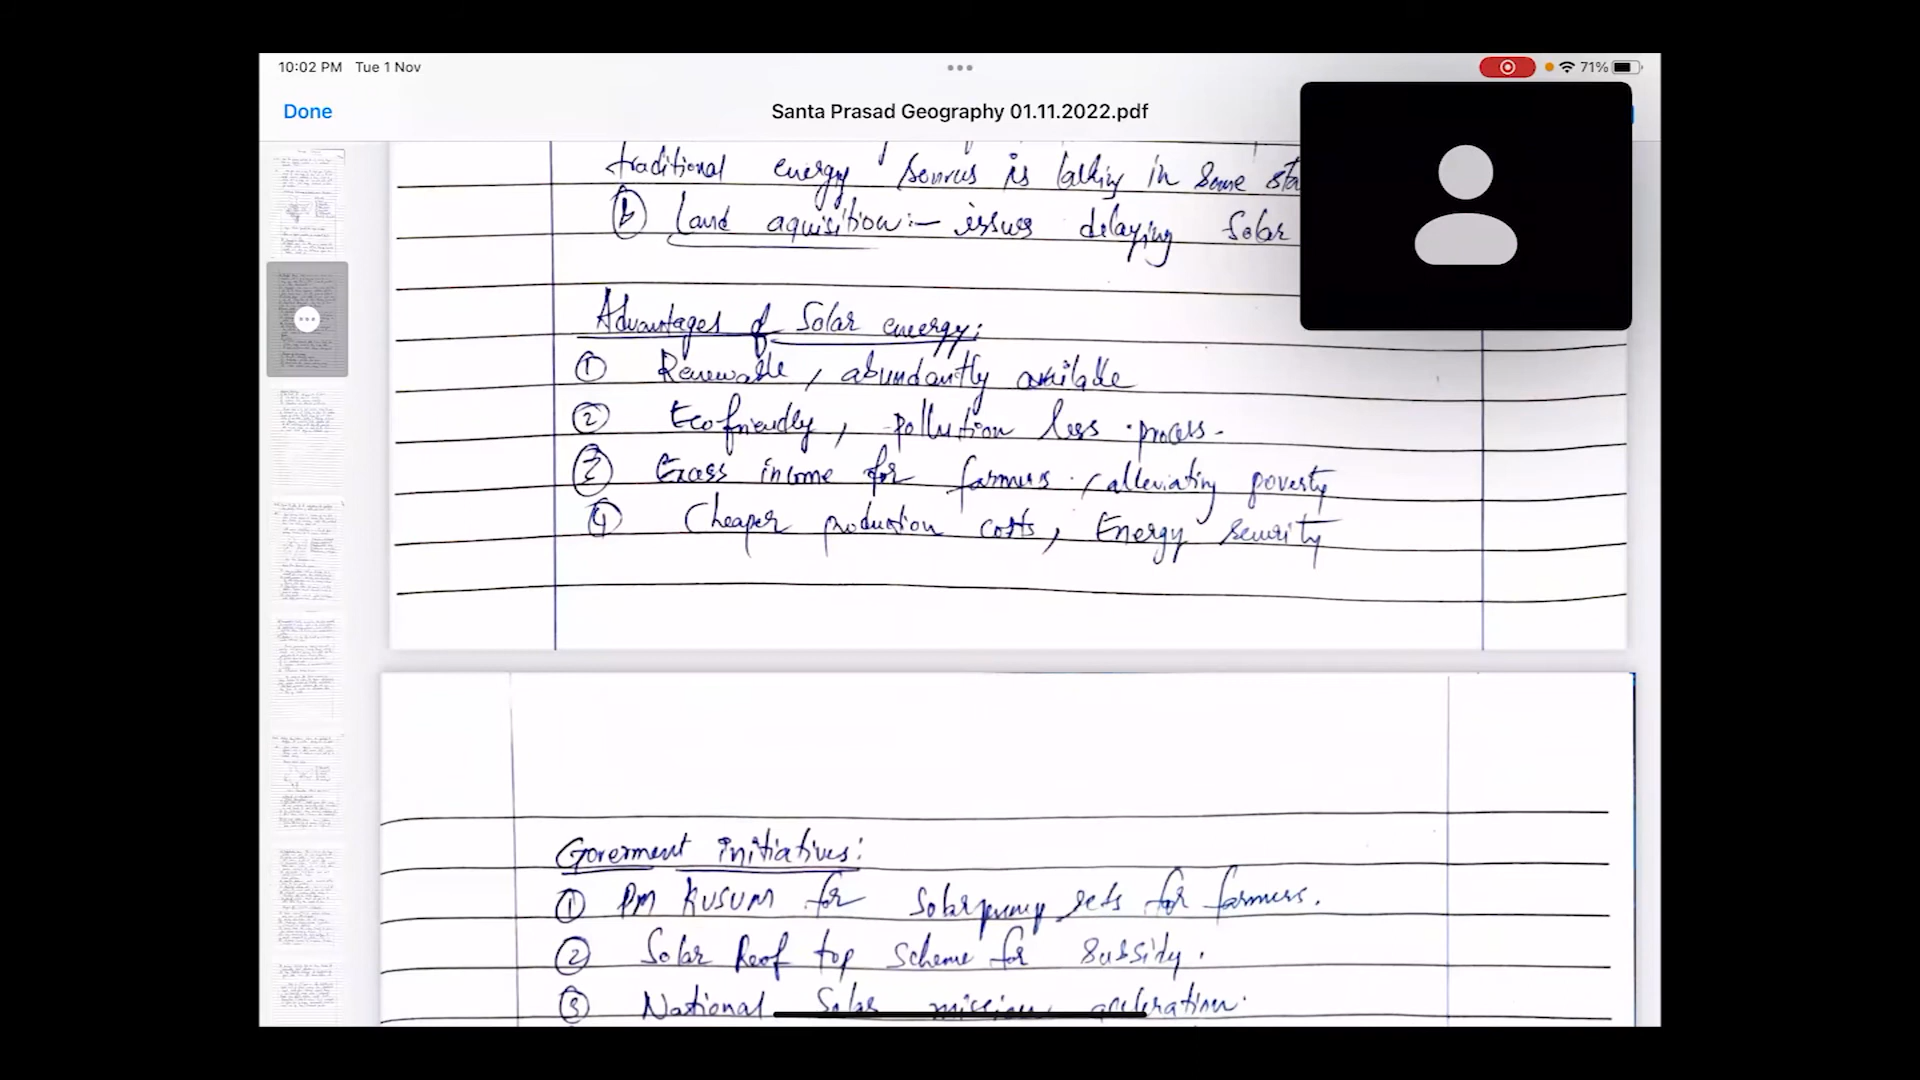 10:02 PM Tue 1 Nov
71%
Done
Santa Prasad Geography 01.11.2022.pdf
traditional energy sources is lalking in some sta
b Land aquisition:- issues delaying Solar
Advantages of Solar energy:
1 Renewable, abundantly available
2 Ecofriendly, pollution less process.
3 Excess income for farmers, alleviating poverty
4 Cheaper production costs, Energy security
Goverment initiatives:
1 PM KUSUM for Solar pump sets for farmers.
2 Solar Roof top Scheme for subsidy.
3 National Solar mission